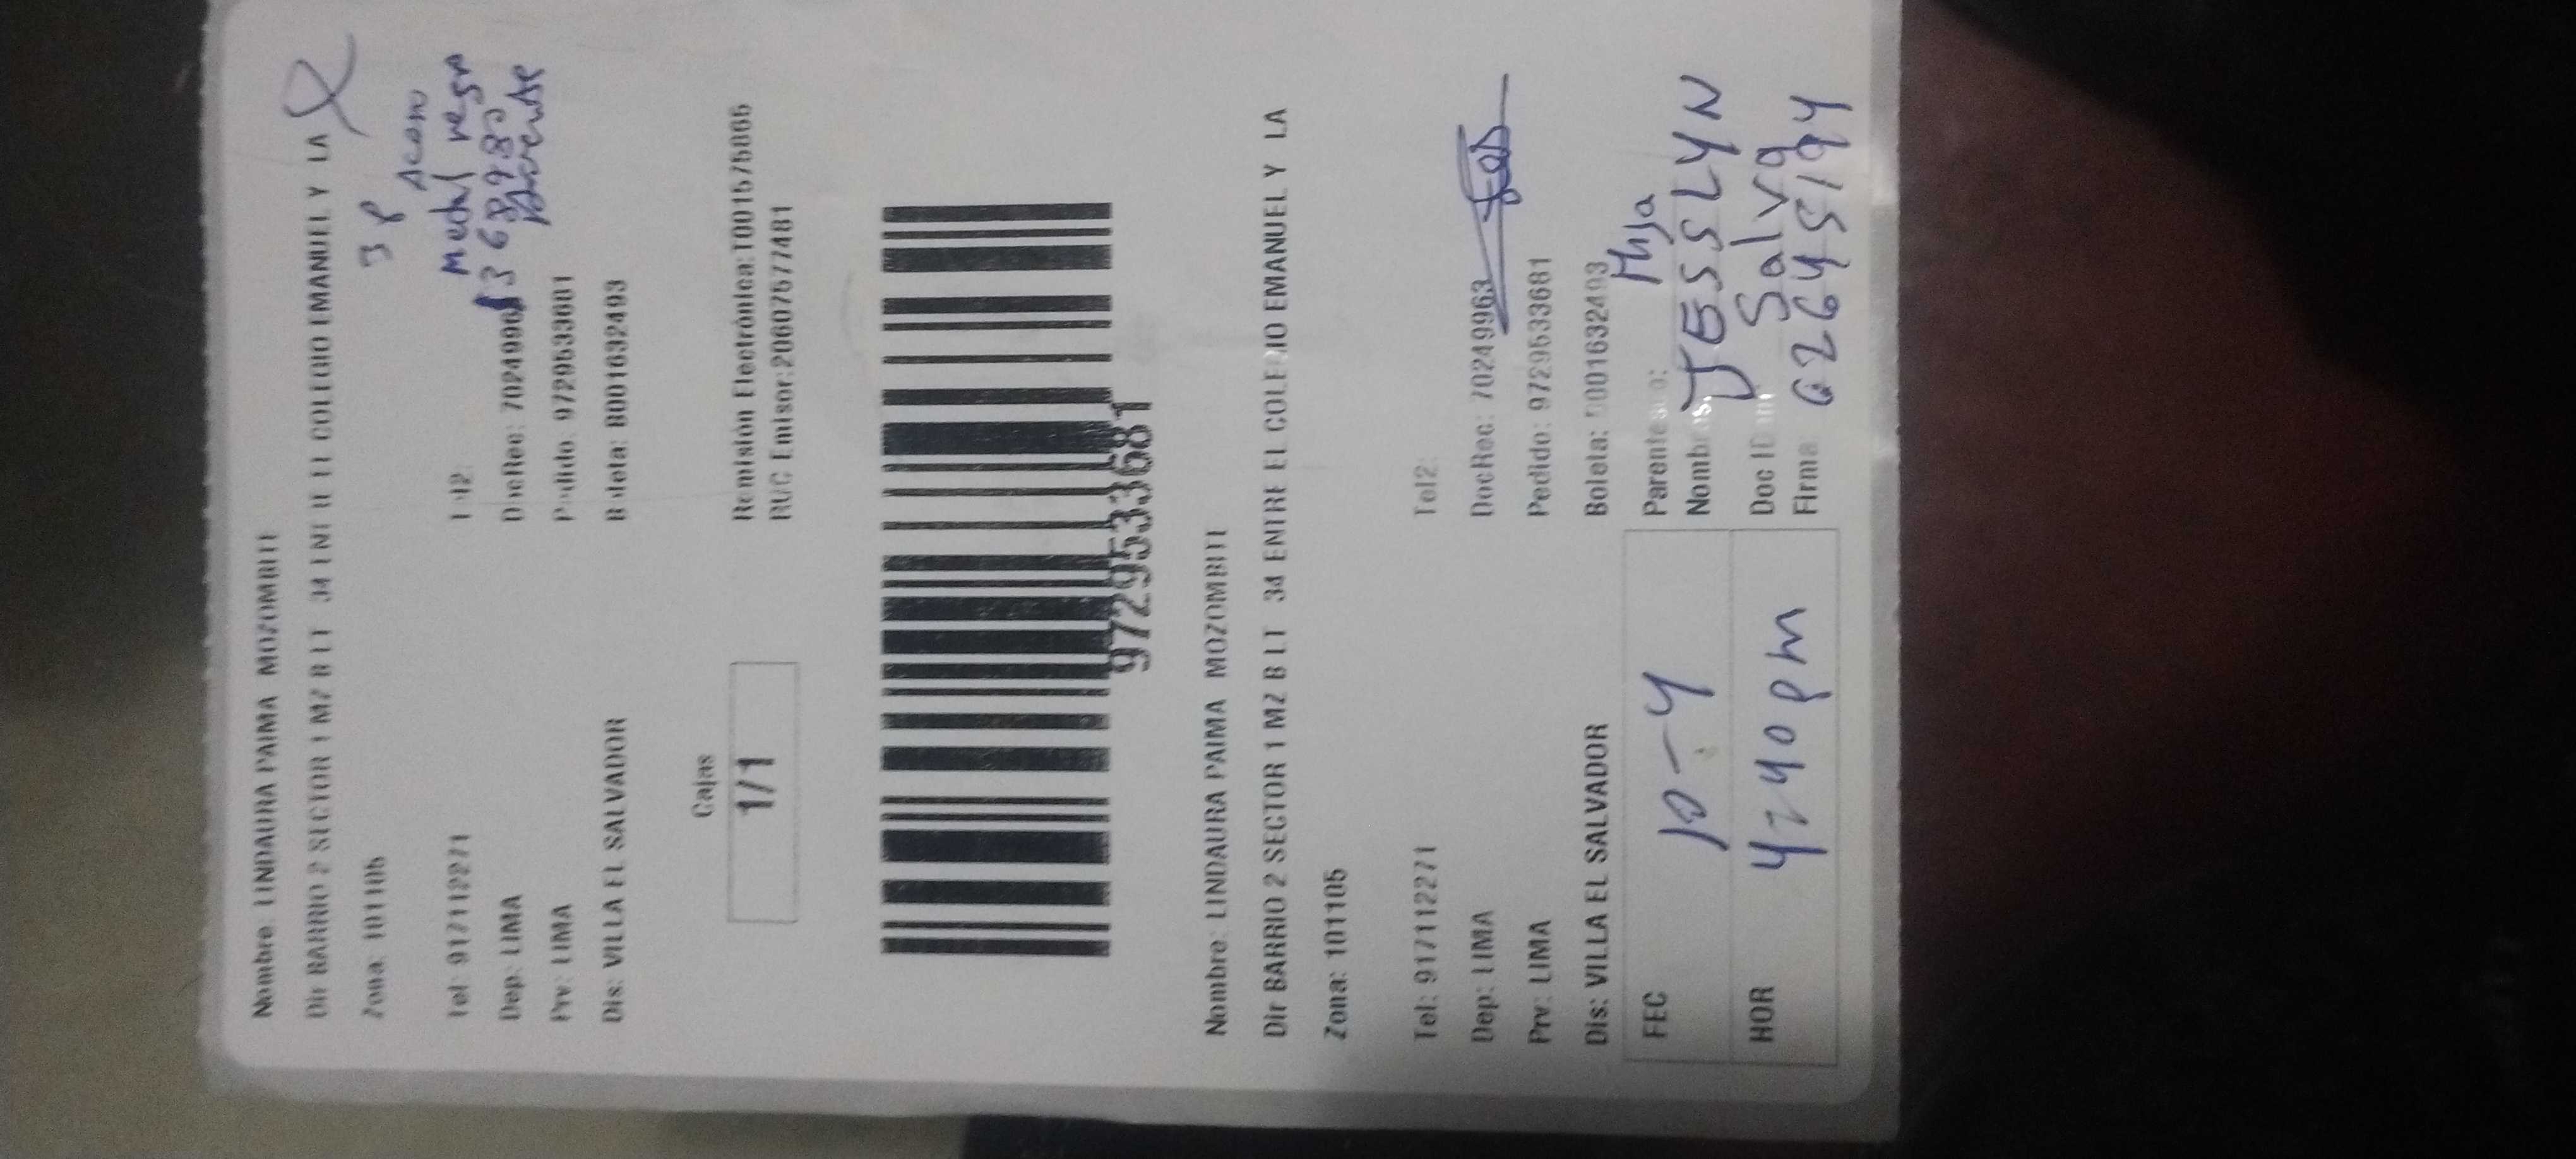 Nombre: LINDAURA PAIMA MOZOMBITE
Dir BARRIO 2 SECTOR 1 MZ B LT 34 ENTRE EL COLEGIO EMANUEL Y LA
Zona: 101105
3 P
Tel: 917112271 Tel2:
Dep: LIMA DocRec: 70249963
Prv: LIMA Pedido: 9729533681
Dis: VILLA EL SALVADOR Boleta: B001632493
Cajas
1/1
Remisión Electrónica:T001575865
RUC Emisor:20607577481
9729533681
Nombre: LINDAURA PAIMA MOZOMBITE
Dir BARRIO 2 SECTOR 1 MZ B LT 34 ENTRE EL COLEGIO EMANUEL Y LA
Zona: 101105
Tel: 917112271 Tel2:
Dep: LIMA DocRec: 70249963
Prv: LIMA Pedido: 9729533681
Dis: VILLA EL SALVADOR Boleta: B001632493
FEC 10-4 Parentesco: Hija
Nombres: JESSLYN
HOR 4:40pm Doc ID Salvq
Firma 62645194